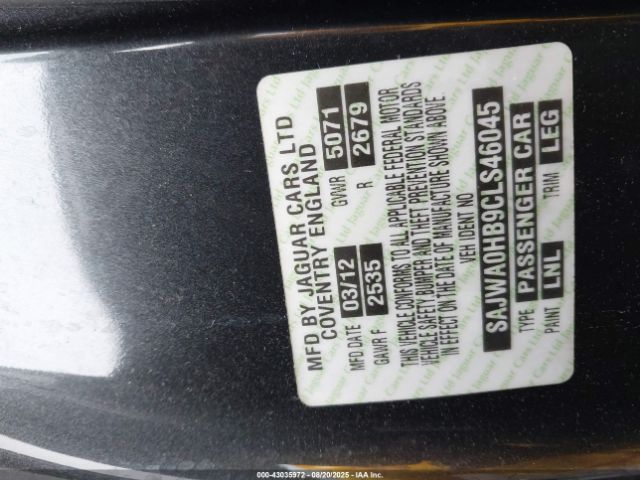 MFD BY JAGUAR CARS LTD
COVENTRY ENGLAND
MFD DATE 03/12 GVWR 5071
GAWR F 2535 R 2679
THIS VEHICLE CONFORMS TO ALL APPLICABLE FEDERAL MOTOR
VEHICLE SAFETY, BUMPER AND THEFT PREVENTION STANDARDS
IN EFFECT ON THE DATE OF MANUFACTURE SHOWN ABOVE.
VEH IDENT NO
SAJWA0HB9CLS46045
TYPE PASSENGER CAR
PAINT LNL TRIM LEG
000-43035972 - 08/20/2025 - IAA Inc.